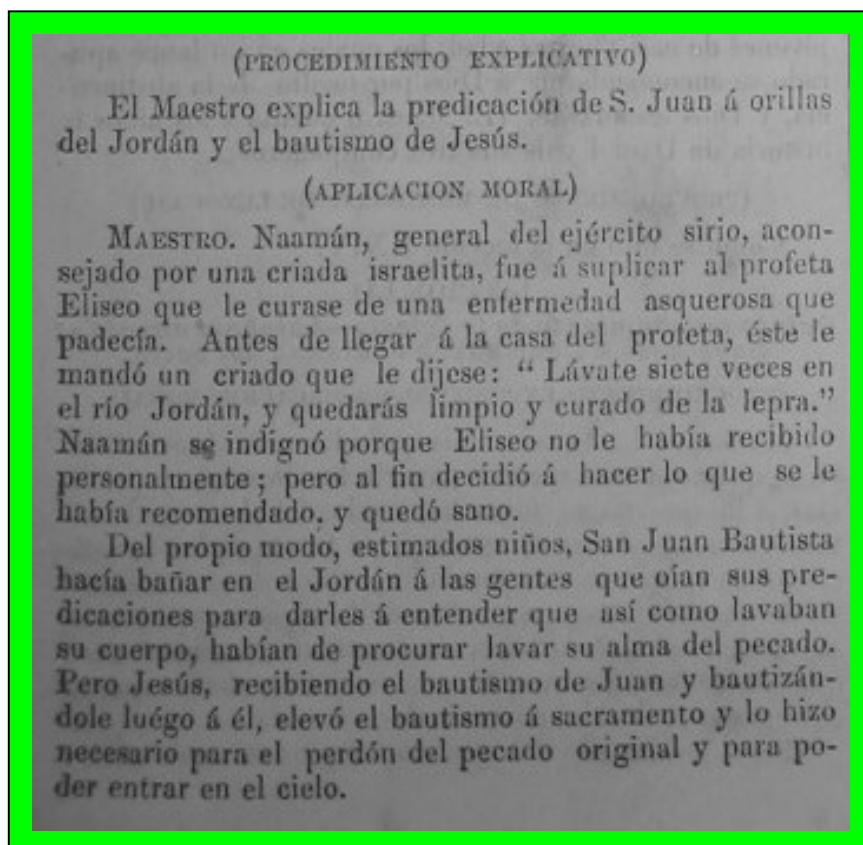 (PROCEDIMIENTO EXPLICATIVO)
El Maestro explica la predicación de S. Juan á orillas
del Jordán y el bautismo de Jesús.
(APLICACION MORAL)
MAESTRO. Naamán, general del ejército sirio, acon-
sejado por una criada israelita, fue á suplicar al profeta
Eliseo que le curase de una enfermedad asquerosa que
padecía. Antes de llegar á la casa del profeta, éste le
mandó un criado que le dijese: “ Lávate siete veces en
el río Jordán, y quedarás limpio y curado de la lepra.”
Naamán se indignó porque Eliseo no le había recibido
personalmente; pero al fin decidió á hacer lo que se le
había recomendado, y quedó sano.
Del propio modo, estimados niños, San Juan Bautista
hacía bañar en el Jordán á las gentes que oían sus pre-
dicaciones para darles á entender que así como lavaban
su cuerpo, habían de procurar lavar su alma del pecado.
Pero Jesús, recibiendo el bautismo de Juan y bautizán-
dole luégo á él, elevó el bautismo á sacramento y lo hizo
necesario para el perdón del pecado original y para po-
der entrar en el cielo.